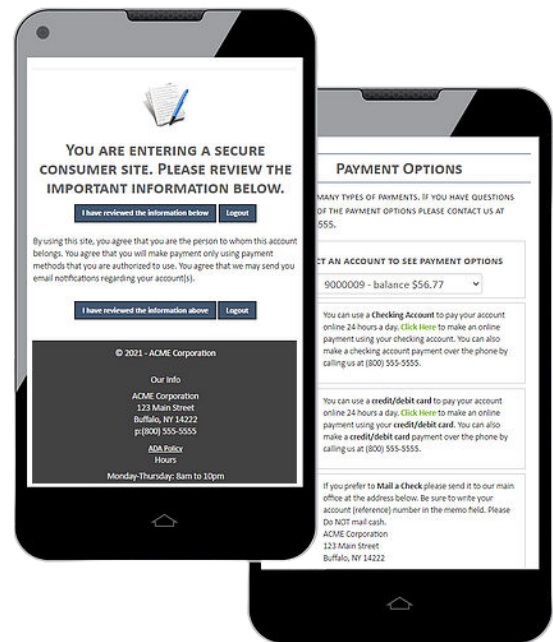 YOU ARE ENTERING A SECURE
CONSUMER SITE. PLEASE REVIEW THE
IMPORTANT INFORMATION BELOW.
I have reviewed the information below Logout
By using this site, you agree that you are the person to whom this account
belongs. You agree that you will make payment only using payment
methods that you are authorized to use. You agree that we may send you
email notifications regarding your account(s).
I have reviewed the information above Logout
© 2021 - ACME Corporation
Our Info
ACME Corporation
123 Main Street
Buffalo, NY 14222
p:(800) 555-5555
ADA Policy
Hours
Monday-Thursday: 8am to 10pm
PAYMENT OPTIONS
MANY TYPES OF PAYMENTS. IF YOU HAVE QUESTIONS
OF THE PAYMENT OPTIONS PLEASE CONTACT US AT
555.
CT AN ACCOUNT TO SEE PAYMENT OPTIONS
9000009 - balance $56.77
You can use a Checking Account to pay your account
online 24 hours a day. Click Here to make an online
payment using your checking account. You can also
make a checking account payment over the phone by
calling us at (800) 555-5555.
You can use a credit/debit card to pay your account
online 24 hours a day. Click Here to make an online
payment using your credit/debit card. You can also
make a credit/debit card payment over the phone by
calling us at (800) 555-5555.
If you prefer to Mail a Check please send it to our main
office at the address below. Be sure to write your
account (reference) number in the memo field. Please
Do NOT mail cash.
ACME Corporation
123 Main Street
Buffalo, NY 14222